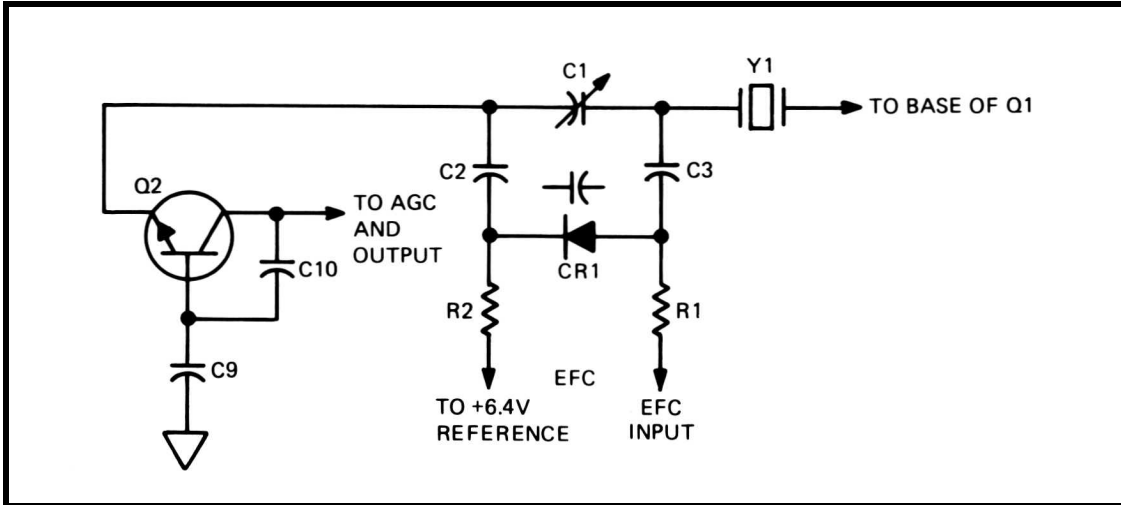 C1
Y1
TO BASE OF Q1
C2
C3
Q2
TO AGC
AND
OUTPUT
C10
CR1
R2
R1
C9
EFC
TO +6.4V
REFERENCE
EFC
INPUT